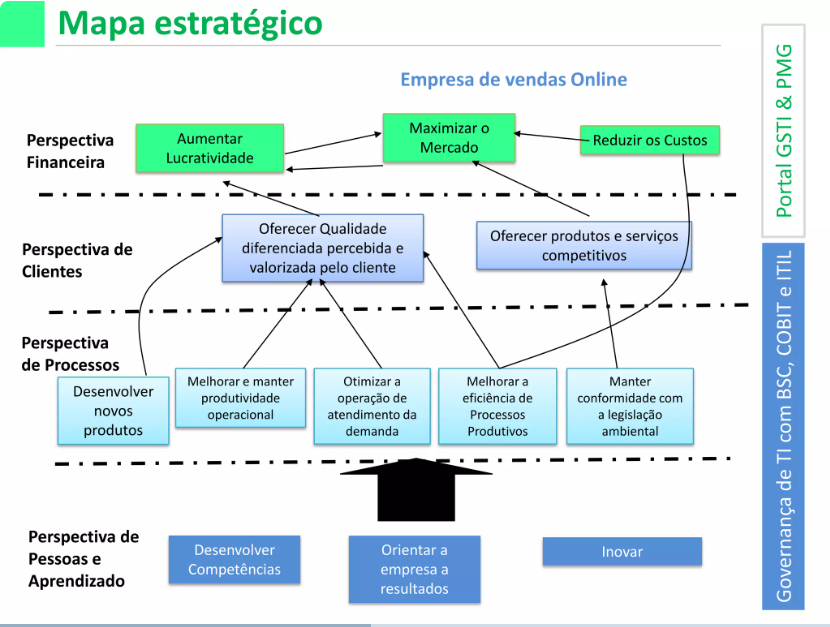 Mapa estratégico
Empresa de vendas Online
Perspectiva
Financeira
Aumentar
Lucratividade
Maximizar o
Mercado
Reduzir os Custos
Perspectiva de
Clientes
Oferecer Qualidade
diferenciada percebida e
valorizada pelo cliente
Oferecer produtos e serviços
competitivos
Perspectiva
de Processos
Desenvolver
novos
produtos
Melhorar e manter
produtividade
operacional
Otimizar a
operação de
atendimento da
demanda
Melhorar a
eficiência de
Processos
Produtivos
Manter
conformidade com
a legislação
ambiental
Perspectiva de
Pessoas e
Aprendizado
Desenvolver
Competências
Orientar a
empresa a
resultados
Inovar
Portal GSTI & PMG
Governança de TI com BSC, COBIT e ITIL